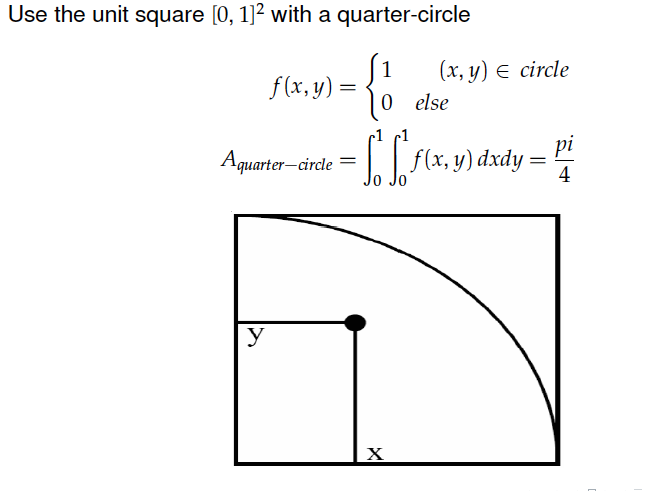 Use the unit square [0, 1]² with a quarter-circle
f(x, y) = { 1 (x, y) ∈ circle
0 else
A_quarter−circle = ∫₀¹ ∫₀¹ f(x, y) dxdy = pi/4
y
x